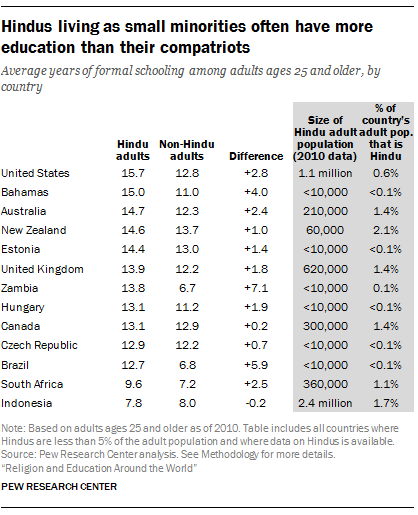 Hindus living as small minorities often have more
education than their compatriots
Average years of formal schooling among adults ages 25 and older, by
country
Hindu adults Non-Hindu adults Difference Size of Hindu adult population (2010 data) % of country's adult pop. that is Hindu
United States 15.7 12.8 +2.8 1.1 million 0.6%
Bahamas 15.0 11.0 +4.0 <10,000 <0.1%
Australia 14.7 12.3 +2.4 210,000 1.4%
New Zealand 14.6 13.7 +1.0 60,000 2.1%
Estonia 14.4 13.0 +1.4 <10,000 <0.1%
United Kingdom 13.9 12.2 +1.8 620,000 1.4%
Zambia 13.8 6.7 +7.1 <10,000 0.1%
Hungary 13.1 11.2 +1.9 <10,000 <0.1%
Canada 13.1 12.9 +0.2 300,000 1.4%
Czech Republic 12.9 12.2 +0.7 <10,000 <0.1%
Brazil 12.7 6.8 +5.9 <10,000 <0.1%
South Africa 9.6 7.2 +2.5 360,000 1.1%
Indonesia 7.8 8.0 -0.2 2.4 million 1.7%
Note: Based on adults ages 25 and older as of 2010. Table includes all countries where
Hindus are less than 5% of the adult population and where data on Hindus is available.
Source: Pew Research Center analysis. See Methodology for more details.
“Religion and Education Around the World”
PEW RESEARCH CENTER